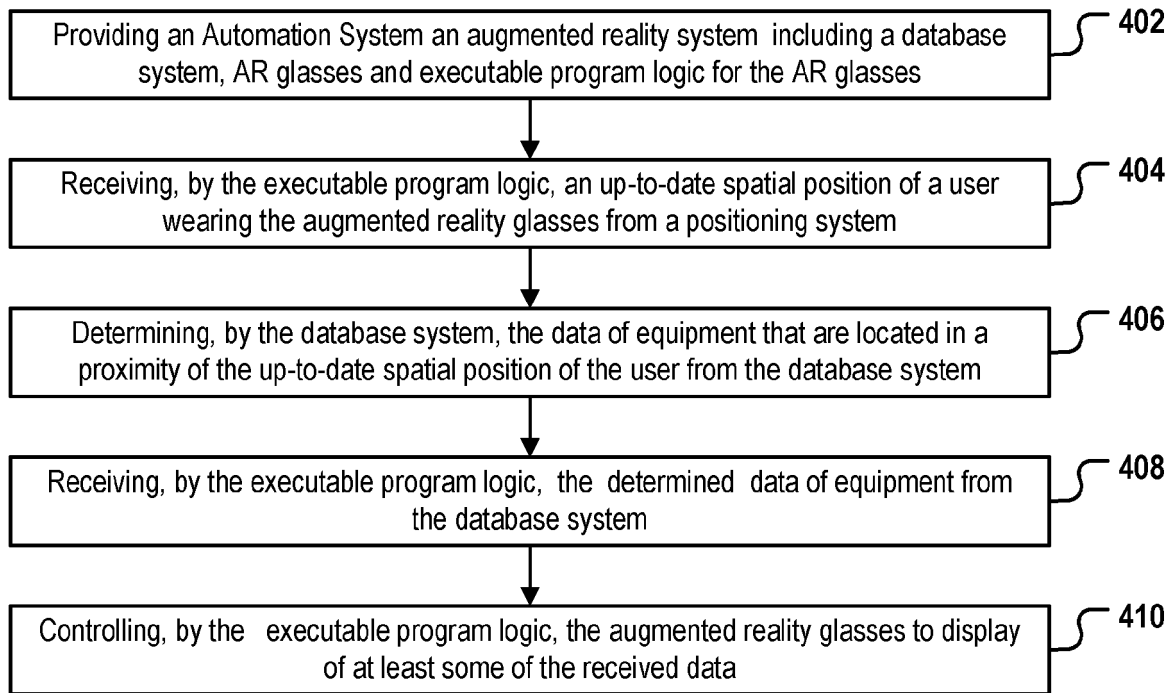 Providing an Automation System an augmented reality system including a database
system, AR glasses and executable program logic for the AR glasses
402
Receiving, by the executable program logic, an up-to-date spatial position of a user
wearing the augmented reality glasses from a positioning system
404
Determining, by the database system, the data of equipment that are located in a
proximity of the up-to-date spatial position of the user from the database system
406
Receiving, by the executable program logic, the determined data of equipment from
the database system
408
Controlling, by the executable program logic, the augmented reality glasses to display
of at least some of the received data
410